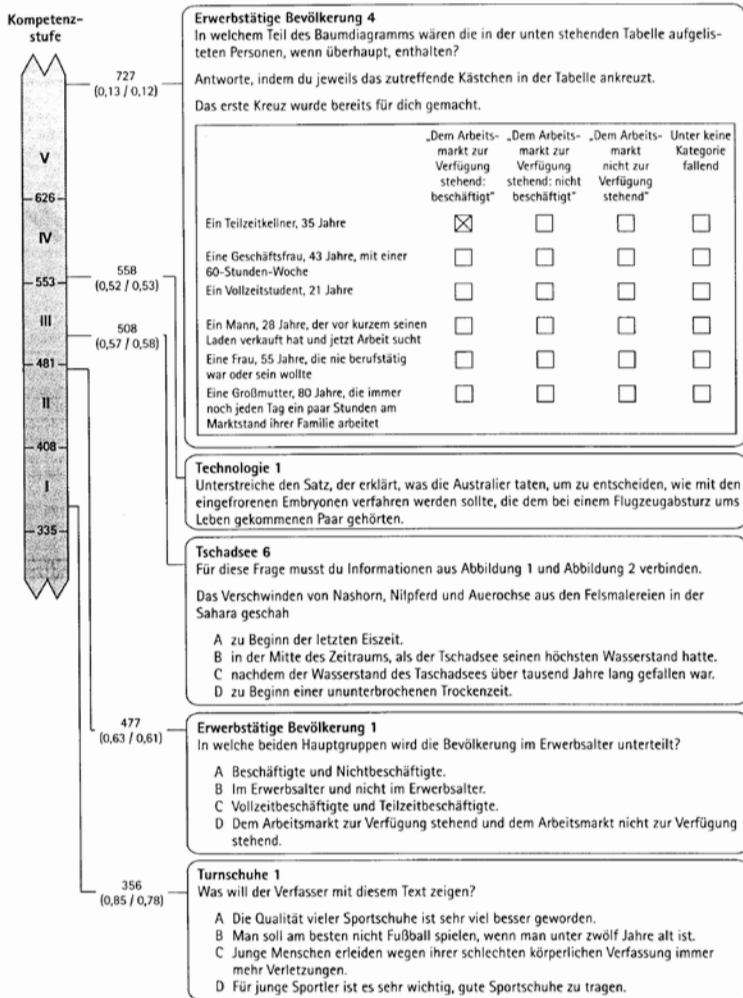 Kompetenz-
stufe
V
626
IV
553
III
481
II
408
I
335
727
(0,13 / 0,12)
Erwerbstätige Bevölkerung 4
In welchem Teil des Baumdiagramms wären die in der unten stehenden Tabelle aufgelis-
teten Personen, wenn überhaupt, enthalten?
Antworte, indem du jeweils das zutreffende Kästchen in der Tabelle ankreuzt.
Das erste Kreuz wurde bereits für dich gemacht.
„Dem Arbeits- „Dem Arbeits- „Dem Arbeits- Unter keine
markt zur markt zur markt Kategorie
Verfügung Verfügung nicht zur fallend
stehend: stehend: nicht Verfügung
beschäftigt" beschäftigt" stehend"
Ein Teilzeitkellner, 35 Jahre
Eine Geschäftsfrau, 43 Jahre, mit einer
60-Stunden-Woche
Ein Vollzeitstudent, 21 Jahre
Ein Mann, 28 Jahre, der vor kurzem seinen
Laden verkauft hat und jetzt Arbeit sucht
Eine Frau, 55 Jahre, die nie berufstätig
war oder sein wollte
Eine Großmutter, 80 Jahre, die immer
noch jeden Tag ein paar Stunden am
Marktstand ihrer Familie arbeitet
558
(0,52 / 0,53)
Technologie 1
Unterstreiche den Satz, der erklärt, was die Australier taten, um zu entscheiden, wie mit den
eingefrorenen Embryonen verfahren werden sollte, die dem bei einem Flugzeugabsturz ums
Leben gekommenen Paar gehörten.
508
(0,57 / 0,58)
Tschadsee 6
Für diese Frage musst du Informationen aus Abbildung 1 und Abbildung 2 verbinden.
Das Verschwinden von Nashorn, Nilpferd und Auerochse aus den Felsmalereien in der
Sahara geschah
A zu Beginn der letzten Eiszeit.
B in der Mitte des Zeitraums, als der Tschadsee seinen höchsten Wasserstand hatte.
C nachdem der Wasserstand des Taschadsees über tausend Jahre lang gefallen war.
D zu Beginn einer ununterbrochenen Trockenzeit.
477
(0,63 / 0,61)
Erwerbstätige Bevölkerung 1
In welche beiden Hauptgruppen wird die Bevölkerung im Erwerbsalter unterteilt?
A Beschäftigte und Nichtbeschäftigte.
B Im Erwerbsalter und nicht im Erwerbsalter.
C Vollzeitbeschäftigte und Teilzeitbeschäftigte.
D Dem Arbeitsmarkt zur Verfügung stehend und dem Arbeitsmarkt nicht zur Verfügung
stehend.
356
(0,85 / 0,78)
Turnschuhe 1
Was will der Verfasser mit diesem Text zeigen?
A Die Qualität vieler Sportschuhe ist sehr viel besser geworden.
B Man soll am besten nicht Fußball spielen, wenn man unter zwölf Jahre alt ist.
C Junge Menschen erleiden wegen ihrer schlechten körperlichen Verfassung immer
mehr Verletzungen.
D Für junge Sportler ist es sehr wichtig, gute Sportschuhe zu tragen.